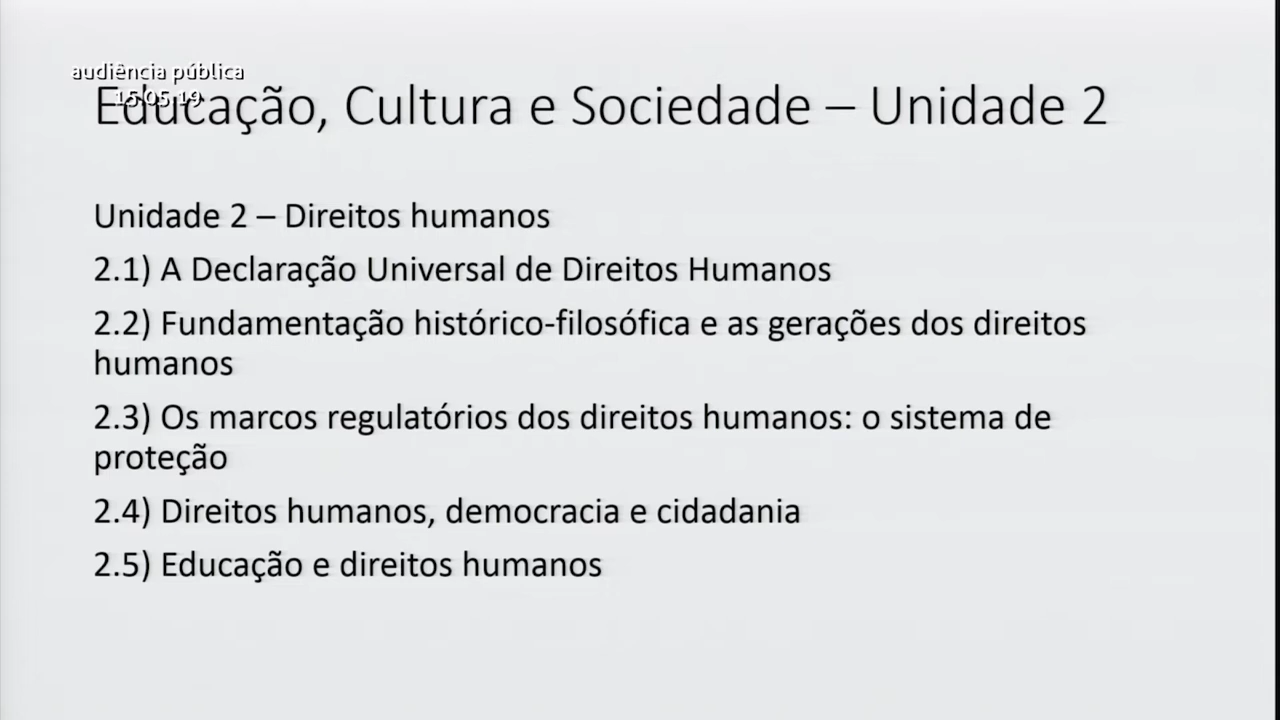 audiência pública
15.05.19
Educação, Cultura e Sociedade – Unidade 2
Unidade 2 – Direitos humanos
2.1) A Declaração Universal de Direitos Humanos
2.2) Fundamentação histórico-filosófica e as gerações dos direitos
humanos
2.3) Os marcos regulatórios dos direitos humanos: o sistema de
proteção
2.4) Direitos humanos, democracia e cidadania
2.5) Educação e direitos humanos